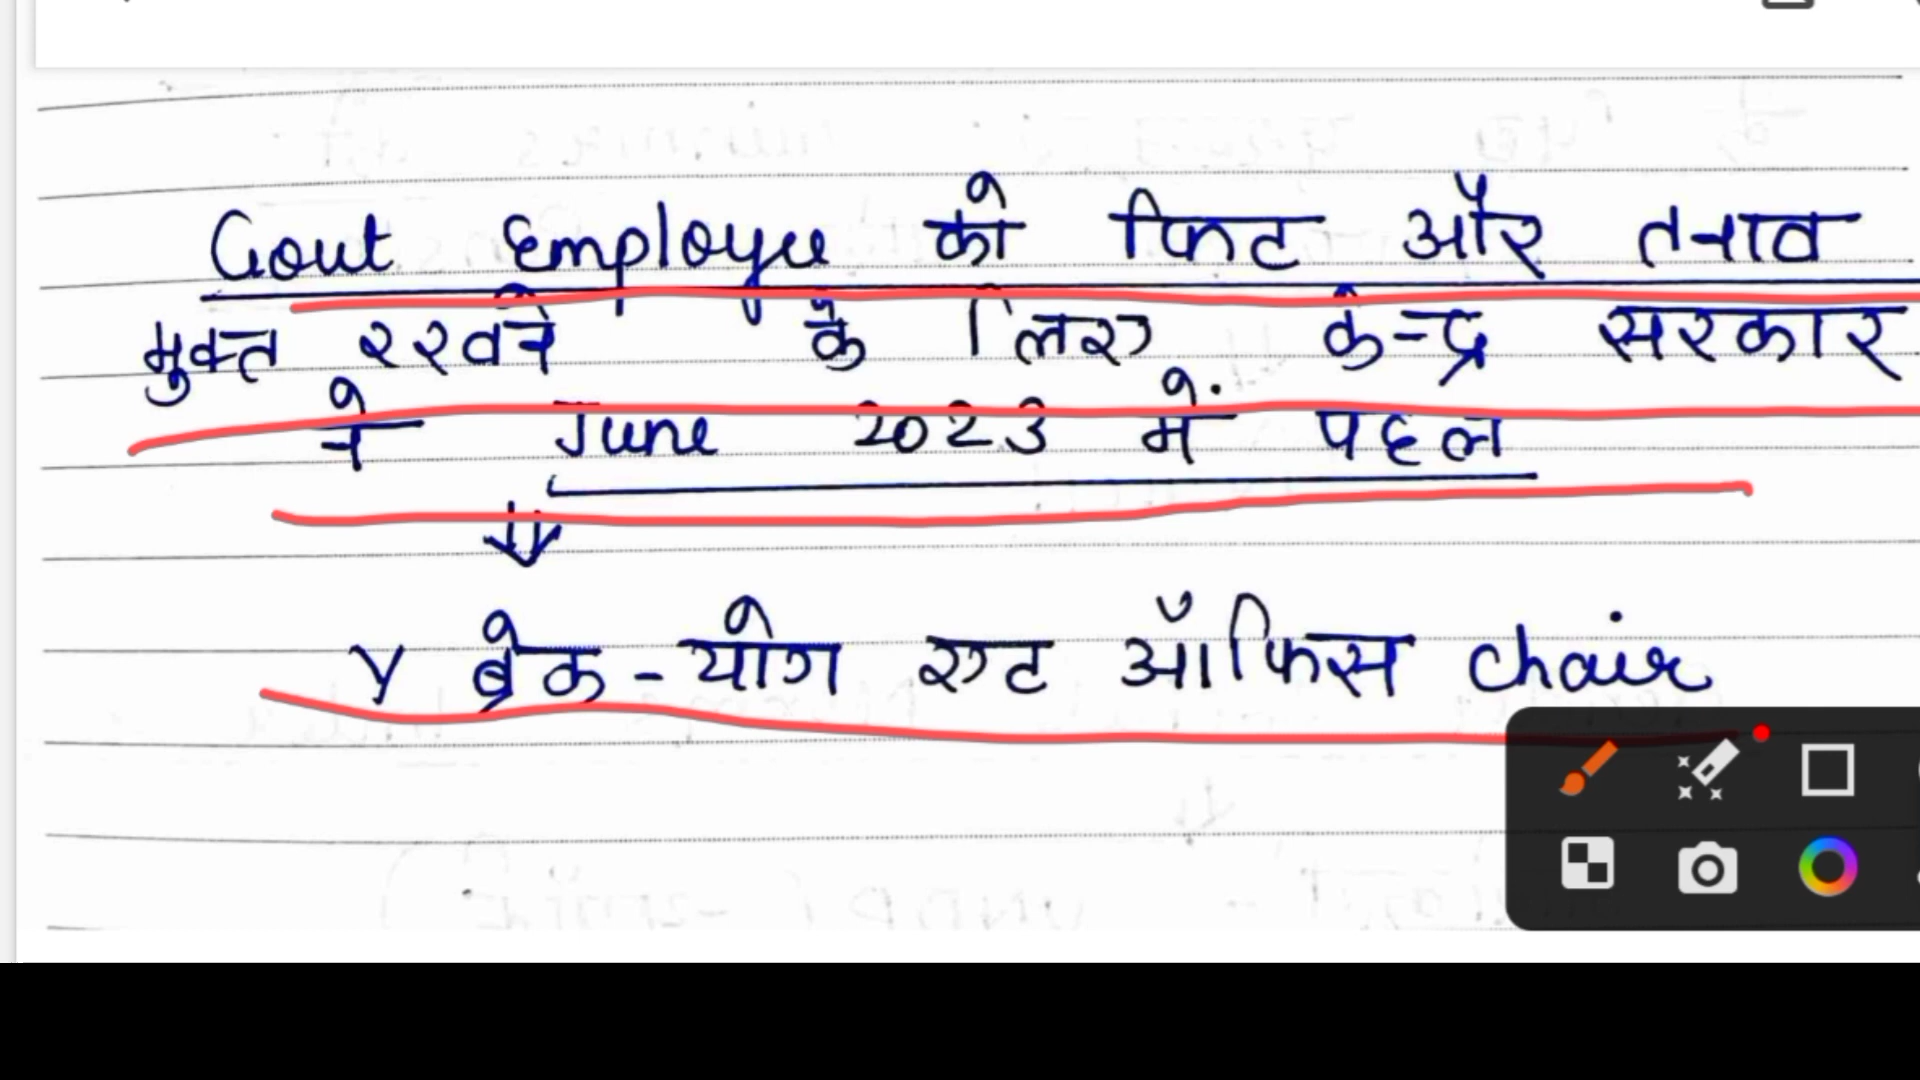 Govt Employee को फिट और तनाव
मुक्त रखने के लिए केन्द्र सरकार
ने June 2023 में पहल
Y ब्रेक - योग एट ऑफिस chair